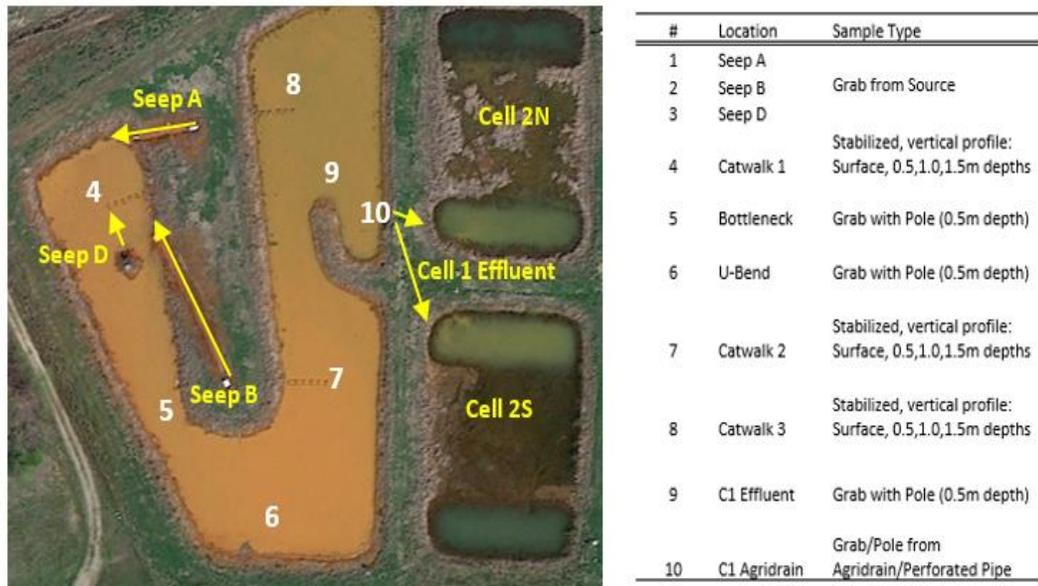 8
Seep A
Cell 2N
9
4
10
Seep D
Cell 1 Effluent
7
Seep B
5
Cell 2S
6
# Location Sample Type
1 Seep A
2 Seep B Grab from Source
3 Seep D
Stabilized, vertical profile:
4 Catwalk 1 Surface, 0.5,1.0,1.5m depths
5 Bottleneck Grab with Pole (0.5m depth)
6 U-Bend Grab with Pole (0.5m depth)
Stabilized, vertical profile:
7 Catwalk 2 Surface, 0.5,1.0,1.5m depths
Stabilized, vertical profile:
8 Catwalk 3 Surface, 0.5,1.0,1.5m depths
9 C1 Effluent Grab with Pole (0.5m depth)
Grab/Pole from
10 C1 Agridrain Agridrain/Perforated Pipe